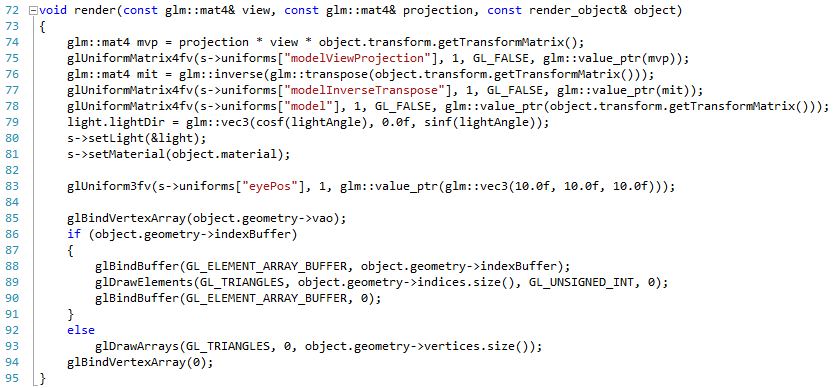 72 void render(const glm::mat4& view, const glm::mat4& projection, const render_object& object)
73 {
74     glm::mat4 mvp = projection * view * object.transform.getTransformMatrix();
75     glUniformMatrix4fv(s->uniforms["modelViewProjection"], 1, GL_FALSE, glm::value_ptr(mvp));
76     glm::mat4 mit = glm::inverse(glm::transpose(object.transform.getTransformMatrix()));
77     glUniformMatrix4fv(s->uniforms["modelInverseTranspose"], 1, GL_FALSE, glm::value_ptr(mit));
78     glUniformMatrix4fv(s->uniforms["model"], 1, GL_FALSE, glm::value_ptr(object.transform.getTransformMatrix()));
79     light.lightDir = glm::vec3(cosf(lightAngle), 0.0f, sinf(lightAngle));
80     s->setLight(&light);
81     s->setMaterial(object.material);
82
83     glUniform3fv(s->uniforms["eyePos"], 1, glm::value_ptr(glm::vec3(10.0f, 10.0f, 10.0f)));
84
85     glBindVertexArray(object.geometry->vao);
86     if (object.geometry->indexBuffer)
87     {
88         glBindBuffer(GL_ELEMENT_ARRAY_BUFFER, object.geometry->indexBuffer);
89         glDrawElements(GL_TRIANGLES, object.geometry->indices.size(), GL_UNSIGNED_INT, 0);
90         glBindBuffer(GL_ELEMENT_ARRAY_BUFFER, 0);
91     }
92     else
93         glDrawArrays(GL_TRIANGLES, 0, object.geometry->vertices.size());
94     glBindVertexArray(0);
95 }